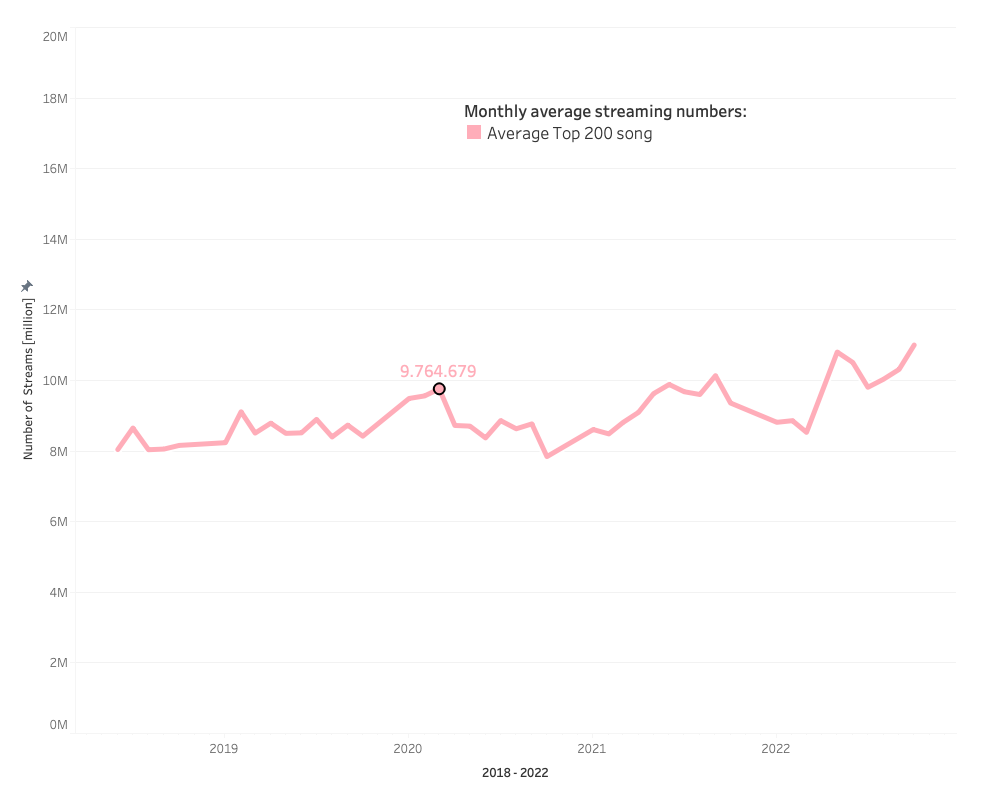 20M
18M
Monthly average streaming numbers:
Average Top 200 song
16M
14M
12M
9.764.679
10M
8M
6M
4M
2M
0M
Number of Streams [million]
2019 2020 2021 2022
2018 - 2022